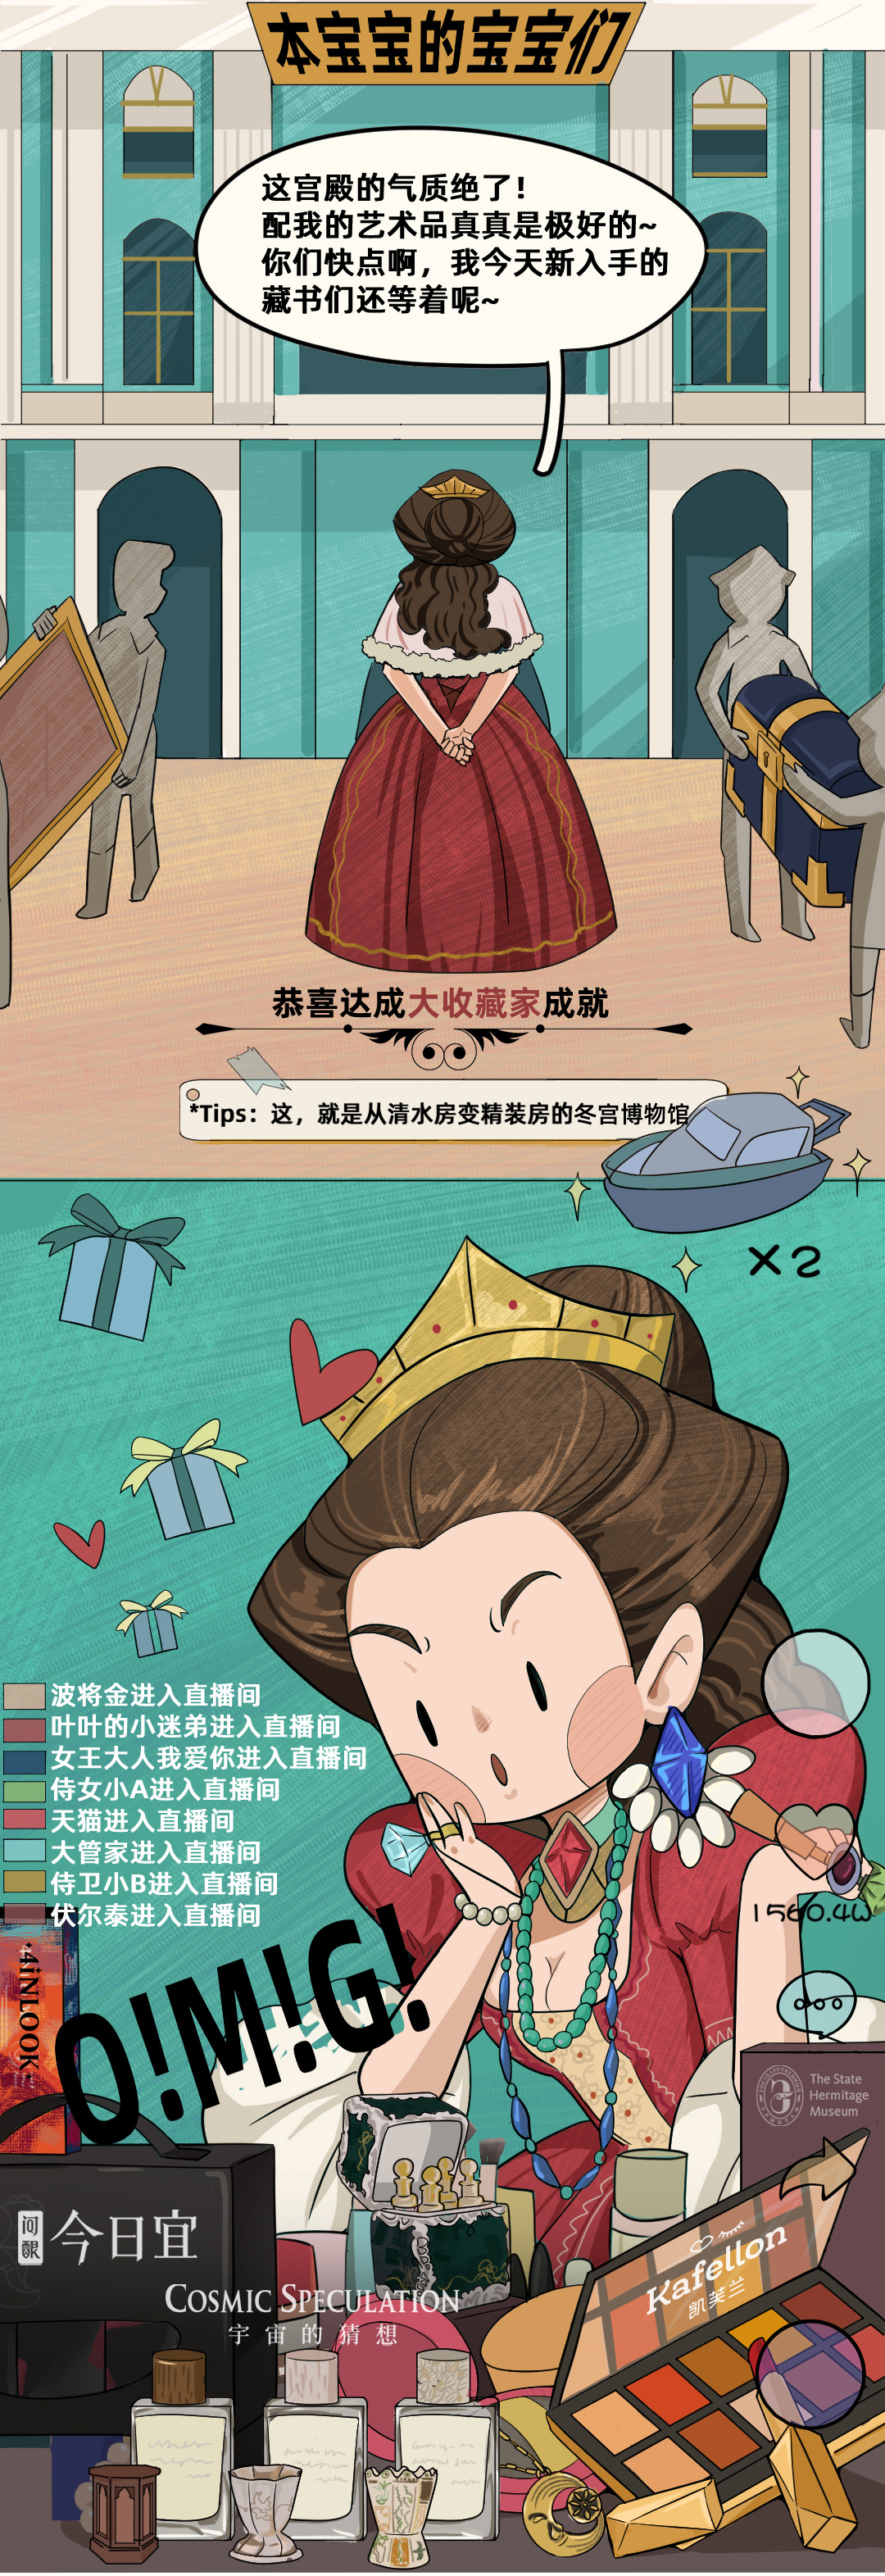 本宝宝的宝宝们
这宫殿的气质绝了!
配我的艺术品真真是极好的~
你们快点啊，我今天新入手的
藏书们还等着呢~
恭喜达成大收藏家成就
*Tips：这，就是从清水房变精装房的冬宫博物馆
×2
波将金进入直播间
叶叶的小迷弟进入直播间
女王大人我爱你进入直播间
侍女小A进入直播间
天猫进入直播间
大管家进入直播间
侍卫小B进入直播间
伏尔泰进入直播间
1560.4W
4iNLOOK
O!M!G!
The State
Hermitage
Museum
今日宜
Kafellon
凯芙兰
COSMIC SPECULATION
宇宙的猜想